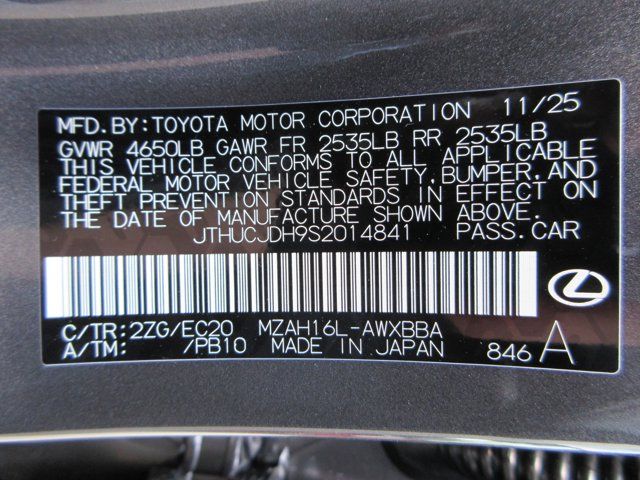 MFD.BY:TOYOTA MOTOR CORPORATION 11/25
GVWR 4650LB GAWR FR 2535LB RR 2535LB
THIS VEHICLE CONFORMS TO ALL APPLICABLE
FEDERAL MOTOR VEHICLE SAFETY,BUMPER,AND
THEFT PREVENTION STANDARDS IN EFFECT ON
THE DATE OF MANUFACTURE SHOWN ABOVE.
JTHUCJDH9S2014841 PASS.CAR
C/TR:2ZG/EC20 MZAH16L-AWXBBA
A/TM: /PB10 MADE IN JAPAN 846 A